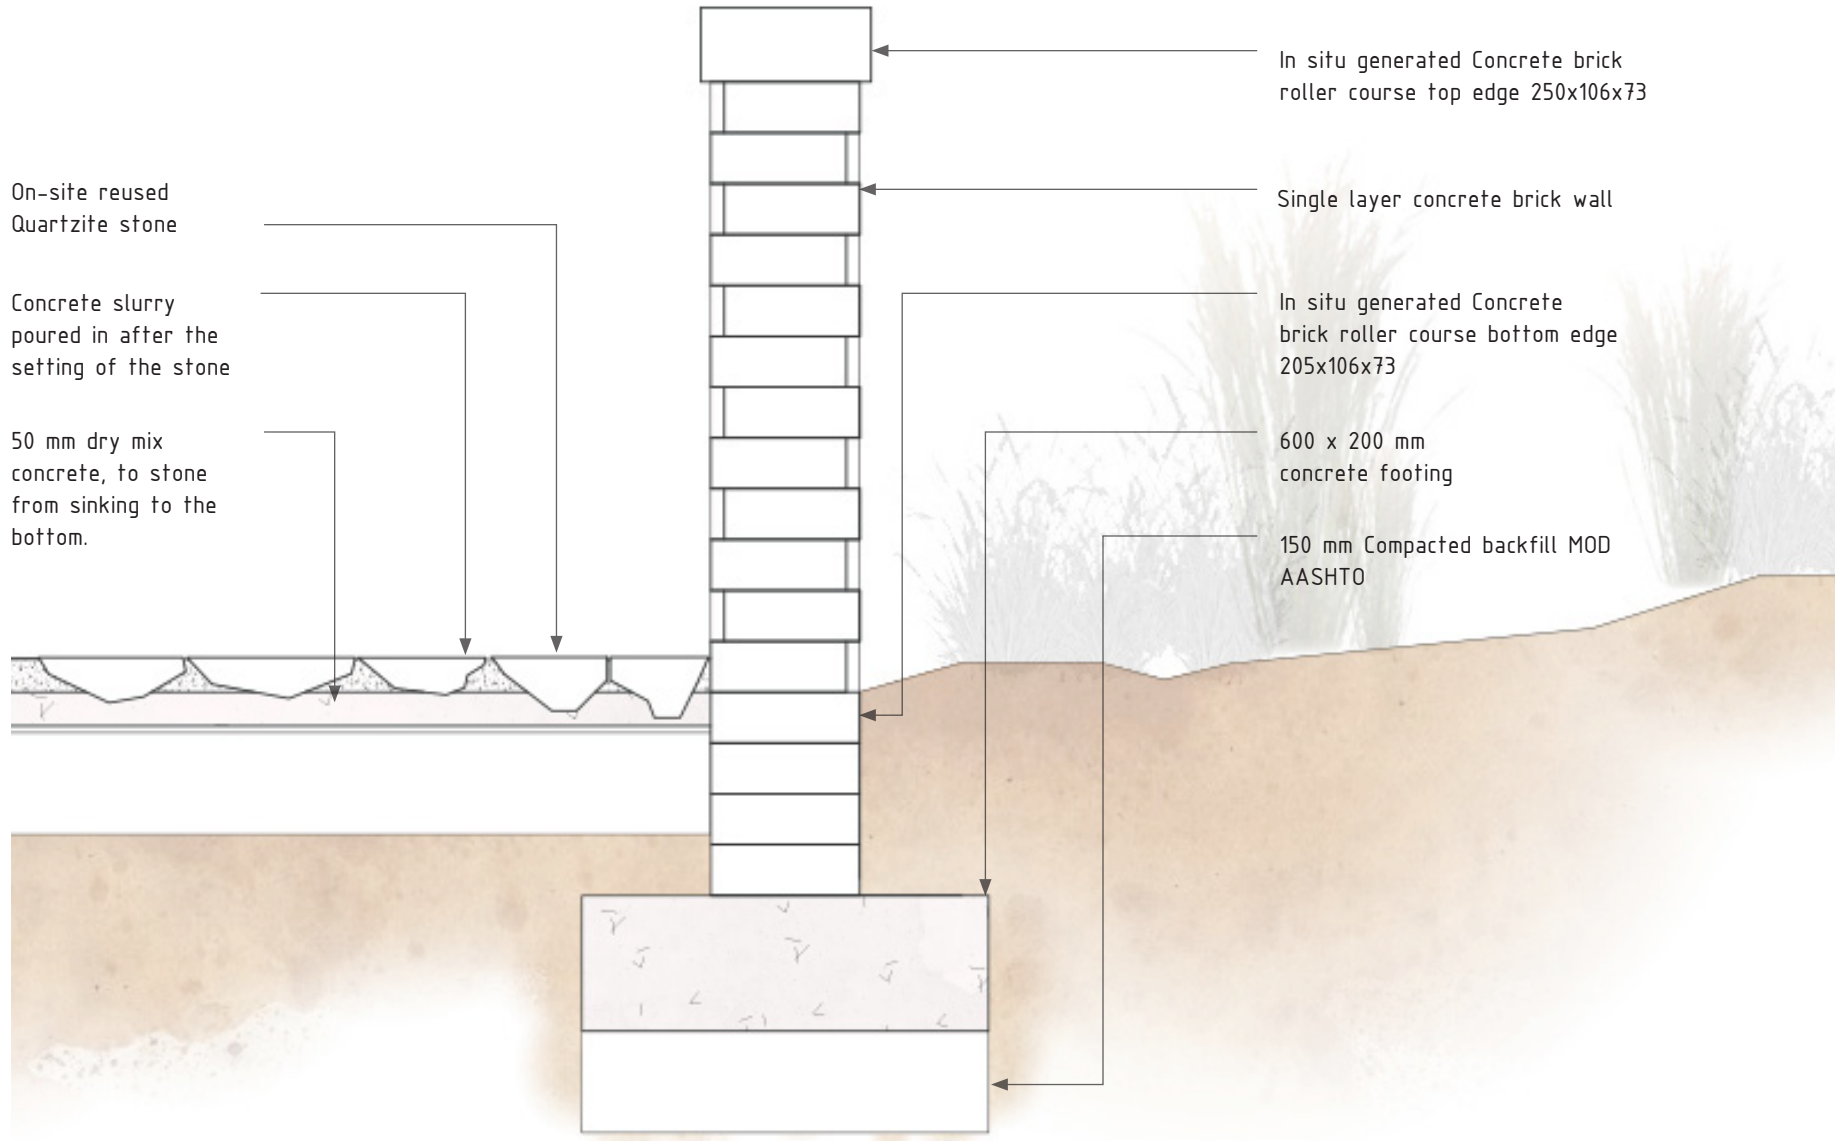 On-site reused
Quartzite stone
Concrete slurry
poured in after the
setting of the stone
50 mm dry mix
concrete, to stone
from sinking to the
bottom.
In situ generated Concrete brick
roller course top edge 250x106x73
Single layer concrete brick wall
In situ generated Concrete
brick roller course bottom edge
205x106x73
600 x 200 mm
concrete footing
150 mm Compacted backfill MOD
AASHTO